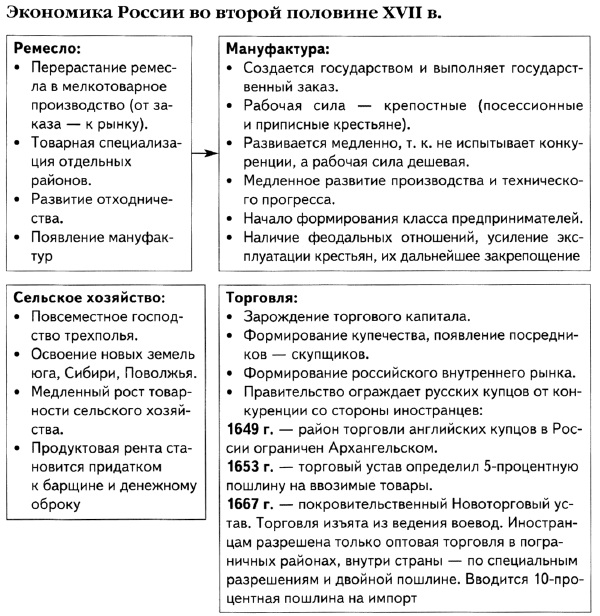 Экономика России во второй половине XVII в.
Ремесло:
• Перерастание ремес-
ла в мелкотоварное
производство (от за-
каза — к рынку).
• Товарная специализа-
ция отдельных
районов.
• Развитие отходниче-
ства.
• Появление мануфак-
тур
Мануфактура:
• Создается государством и выполняет государст-
венный заказ.
• Рабочая сила — крепостные (посессионные
и приписные крестьяне).
• Развивается медленно, т. к. не испытывает конку-
ренции, а рабочая сила дешевая.
• Медленное развитие производства и техническо-
го прогресса.
• Начало формирования класса предпринимателей.
• Наличие феодальных отношений, усиление экс-
плуатации крестьян, их дальнейшее закрепощение
Сельское хозяйство:
• Повсеместное господ-
ство трехполья.
• Освоение новых земель
юга, Сибири, Поволжья.
• Медленный рост товар-
ности сельского хозяй-
ства.
• Продуктовая рента ста-
новится придатком
к барщине и денежному
оброку
Торговля:
• Зарождение торгового капитала.
• Формирование купечества, появление посредни-
ков — скупщиков.
• Формирование российского внутреннего рынка.
• Правительство ограждает русских купцов от кон-
куренции со стороны иностранцев:
1649 г. — район торговли английских купцов в Рос-
сии ограничен Архангельском.
1653 г. — торговый устав определил 5-процентную
пошлину на ввозимые товары.
1667 г. — покровительственный Новоторговый ус-
тав. Торговля изъята из ведения воевод. Иностран-
цам разрешена только оптовая торговля в погра-
ничных районах, внутри страны — по специальным
разрешениям и двойной пошлине. Вводится 10-про-
центная пошлина на импорт